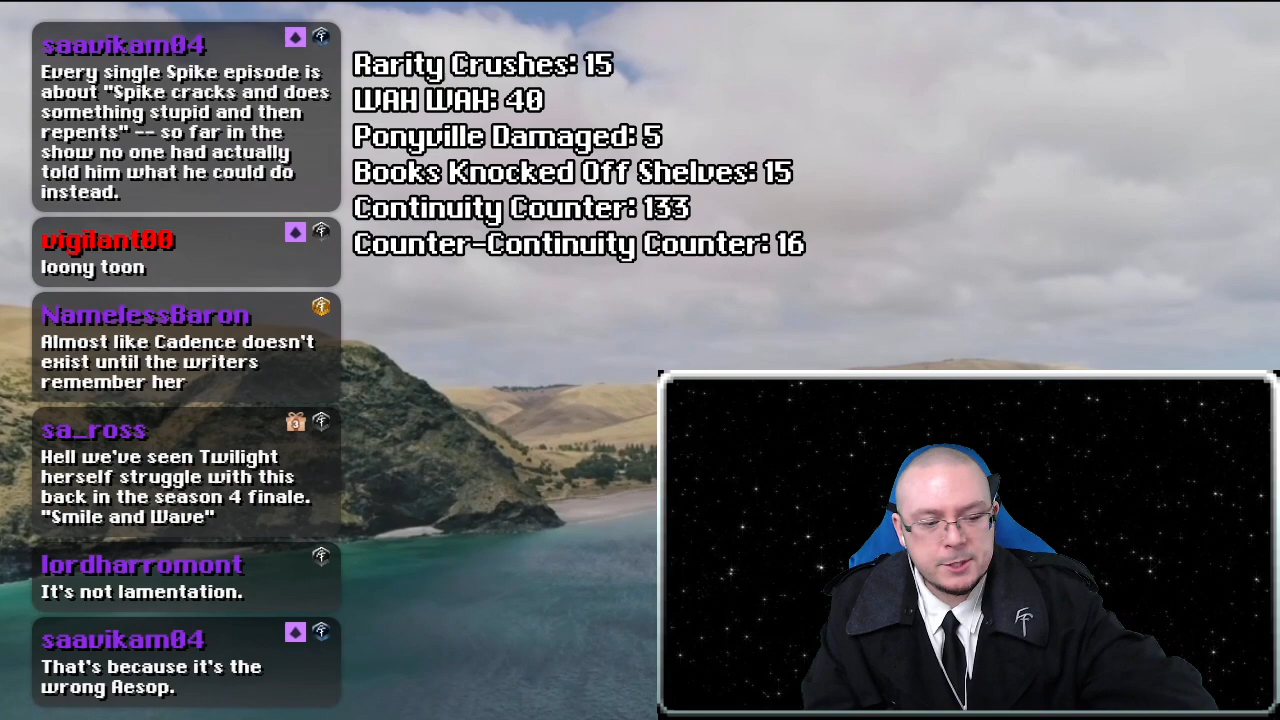 saavikam04
Every single Spike episode is
about "Spike cracks and does
something stupid and then
repents" -- so far in the
show no one had actually
told him what he could do
instead.
vigilant00
loony toon
NamelessBaron
Almost like Cadence doesn't
exist until the writers
remember her
sa_ross
3
Hell we've seen Twilight
herself struggle with this
back in the season 4 finale.
"Smile and Wave"
lordharromont
It's not lamentation.
saavikam04
That's because it's the
wrong Aesop.
Rarity Crushes: 15
WAH WAH: 40
Ponyville Damaged: 5
Books Knocked Off Shelves: 15
Continuity Counter: 133
Counter-Continuity Counter: 16